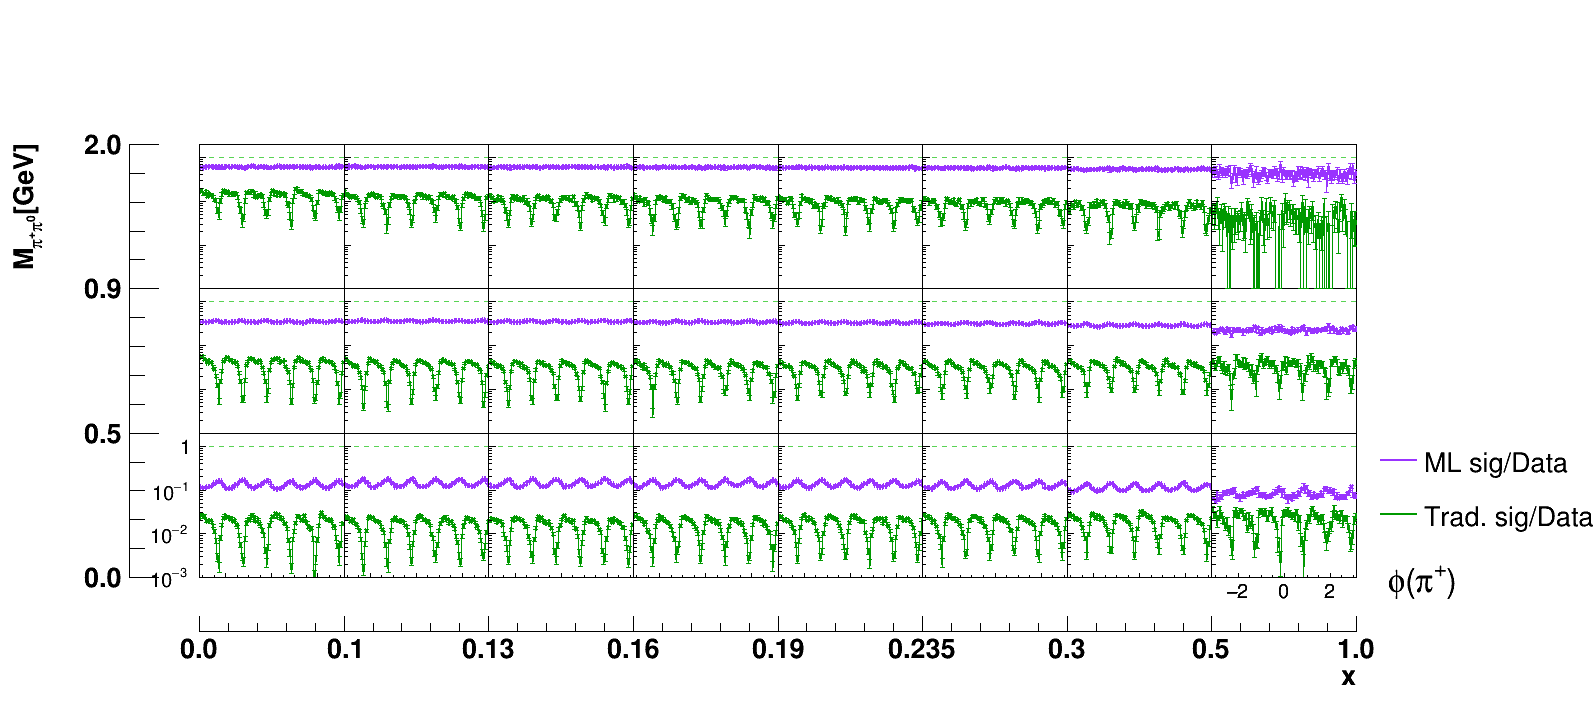 M π⁺π⁰ [GeV]
2.0
0.9
0.5
0.0
1
10⁻¹
10⁻²
10⁻³
ML sig/Data
Trad. sig/Data
−2 0 2
ϕ(π⁺)
0.0 0.1 0.13 0.16 0.19 0.235 0.3 0.5 1.0
x